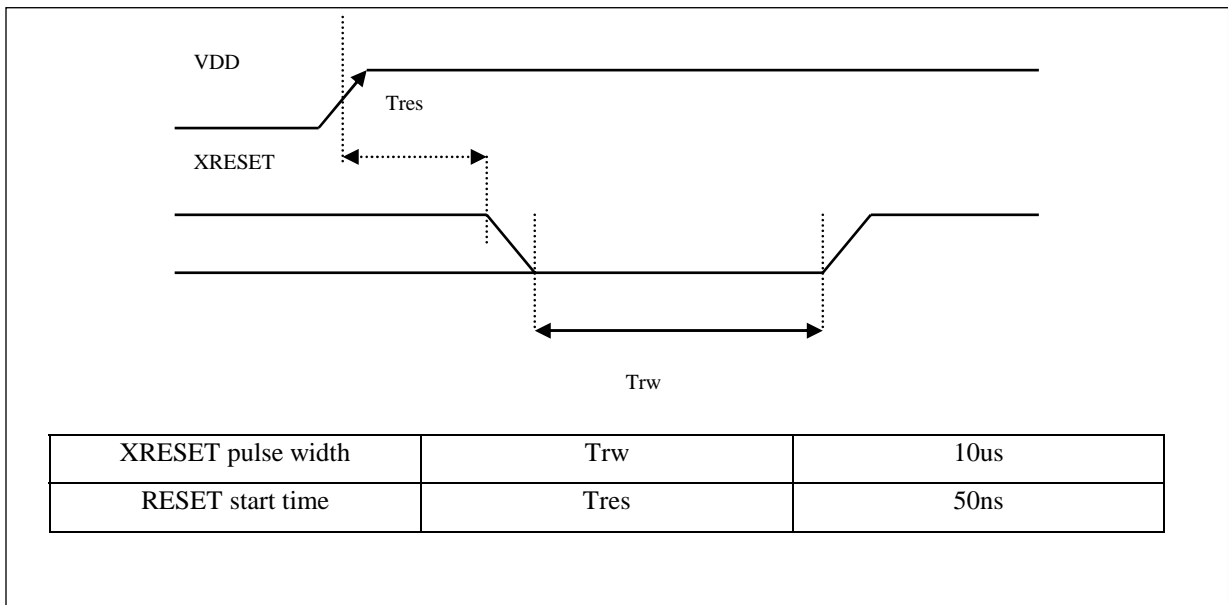 VDD
Tres
XRESET
Trw
XRESET pulse width Trw 10us
RESET start time Tres 50ns